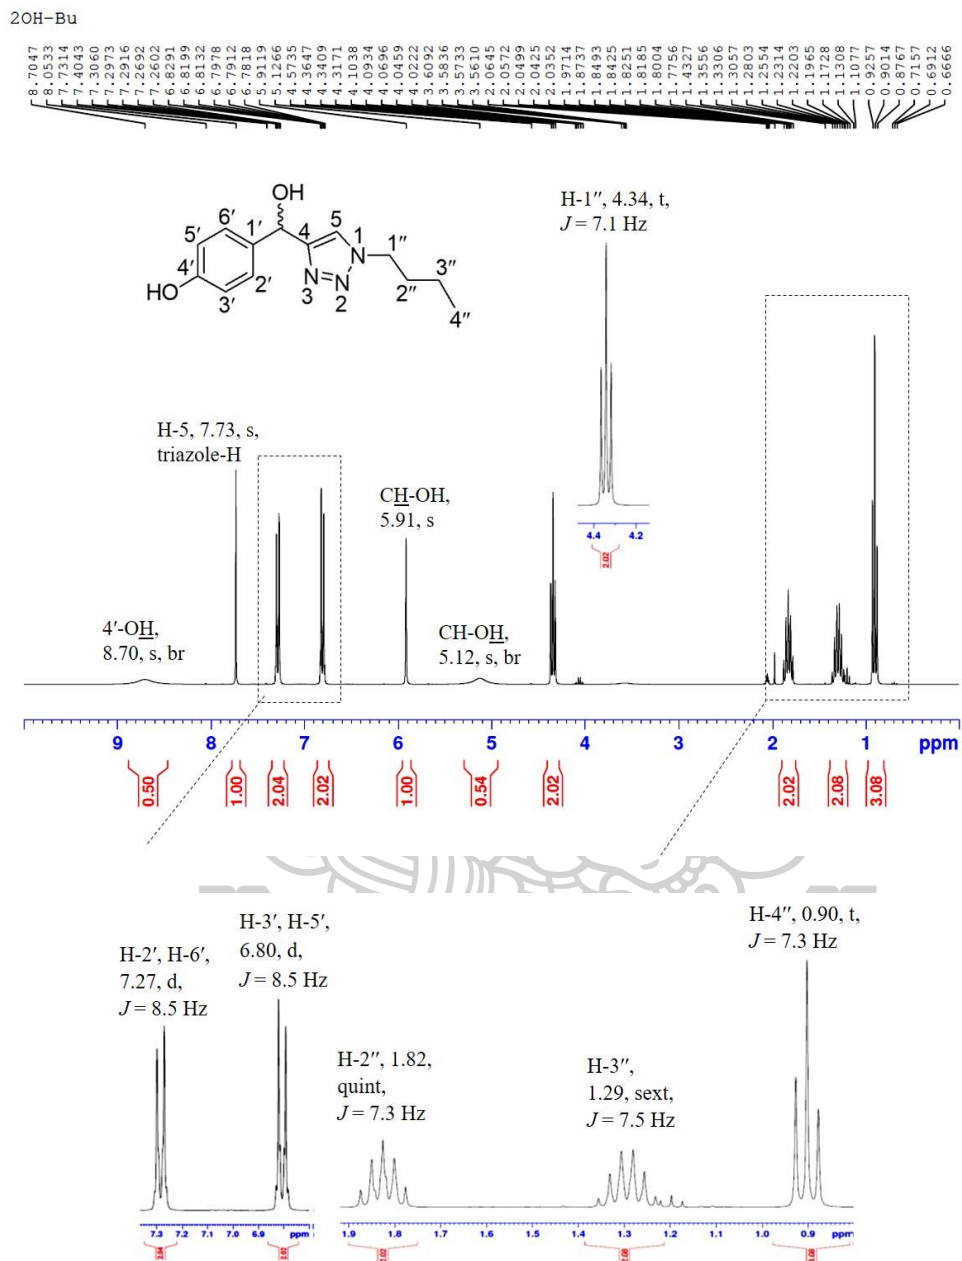 2OH-Bu
8.7047
8.0533
7.7314
7.4043
7.3060
7.2973
7.2916
7.2692
7.2602
6.8291
6.8199
6.8132
6.7978
6.7912
6.7818
5.9119
5.1266
4.5735
4.3647
4.3409
4.3171
4.1038
4.0934
4.0696
4.0459
4.0222
3.6092
3.5836
3.5733
3.5610
2.0645
2.0572
2.0499
2.0425
2.0352
1.9714
1.8737
1.8493
1.8425
1.8251
1.8185
1.8004
1.7756
1.4327
1.3556
1.3306
1.3057
1.2803
1.2554
1.2314
1.2203
1.1965
1.1728
1.1308
1.1077
0.9257
0.9014
0.8767
0.7157
0.6912
0.6666
OH
6′ 1′ 4 5 1 1″ 3″
5′ 4′ 3′ 2′ N 3 N 2 N 2″ 4″
HO
H-1″, 4.34, t,
J = 7.1 Hz
4.4 4.2
2.02
H-5, 7.73, s,
triazole-H
CH-OH,
5.91, s
4′-OH,
8.70, s, br
CH-OH,
5.12, s, br
9 8 7 6 5 4 3 2 1 ppm
0.50 1.00 2.04 2.02 1.00 0.54 2.02 2.02 2.08 3.08
H-2′, H-6′,
7.27, d,
J = 8.5 Hz
H-3′, H-5′,
6.80, d,
J = 8.5 Hz
H-2″, 1.82,
quint,
J = 7.3 Hz
H-3″,
1.29, sext,
J = 7.5 Hz
H-4″, 0.90, t,
J = 7.3 Hz
7.3 7.2 7.1 7.0 6.9 ppm
2.04 2.02
1.9 1.8 1.7 1.6 1.5 1.4 1.3 1.2 1.1 1.0 0.9 ppm
2.02 2.08 3.08